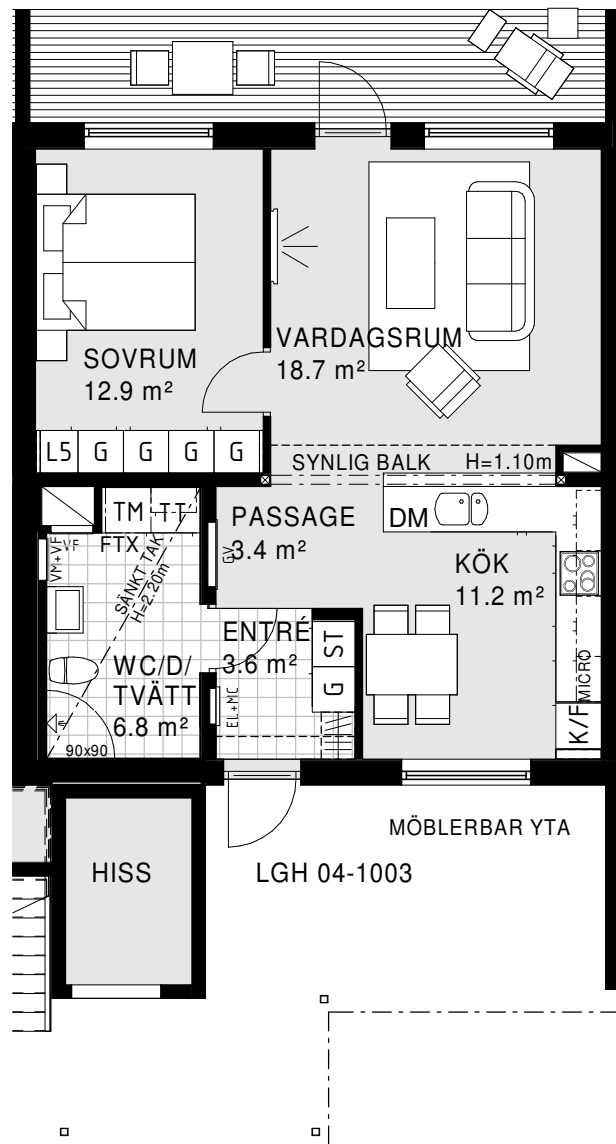 SOVRUM
12.9 m²
VARDAGSRUM
18.7 m²
L5 G G G G
SYNLIG BALK H=1.10m
TM TT
FTX
VM+VF
VF
SÄNKT TAK
H=2.20m
PASSAGE
3.4 m²
GV
DM
KÖK
11.2 m²
ENTRÉ
3.6 m²
ST
G
EL+MC
WC/D/
TVÄTT
6.8 m²
90x90
MICRO
K/F
MÖBLERBAR YTA
HISS
LGH 04-1003